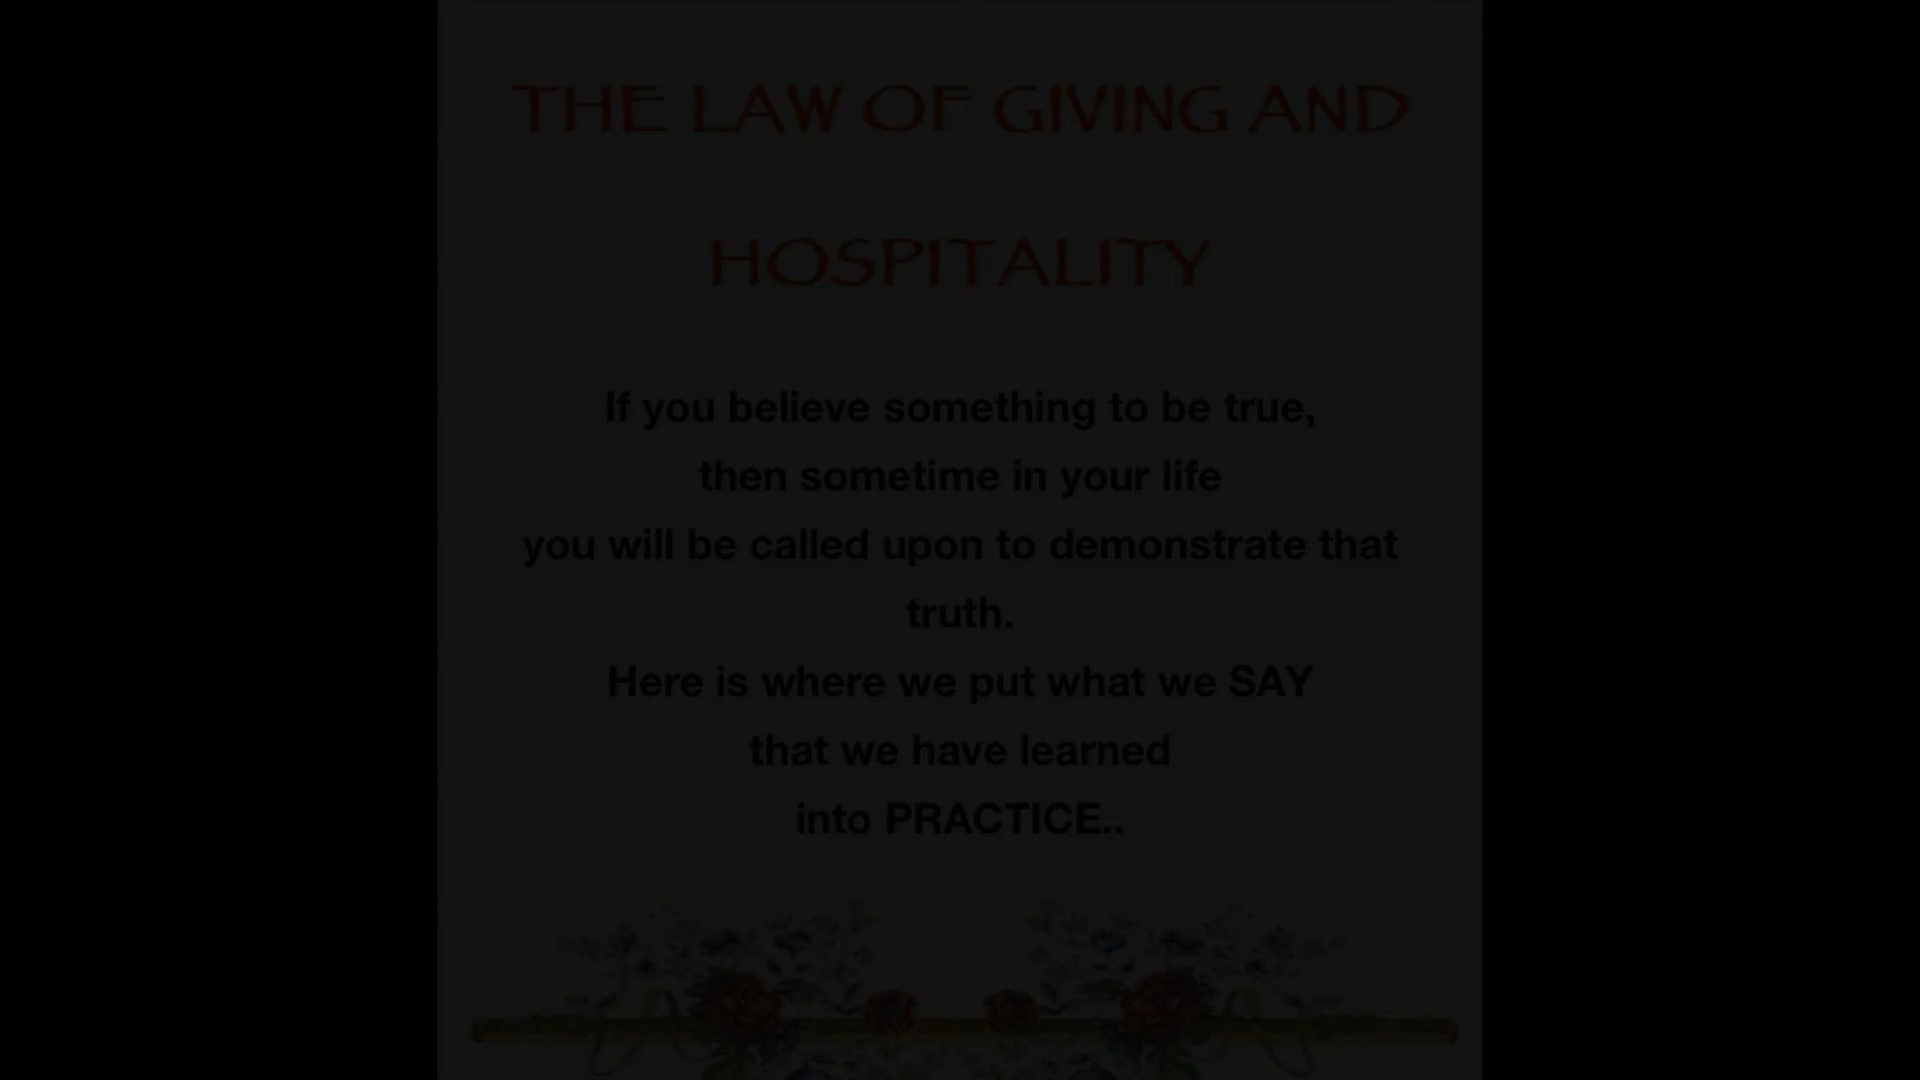 THE LAW OF GIVING AND
HOSPITALITY
If you believe something to be true,
then sometime in your life
you will be called upon to demonstrate that
truth.
Here is where we put what we SAY
that we have learned
into PRACTICE..